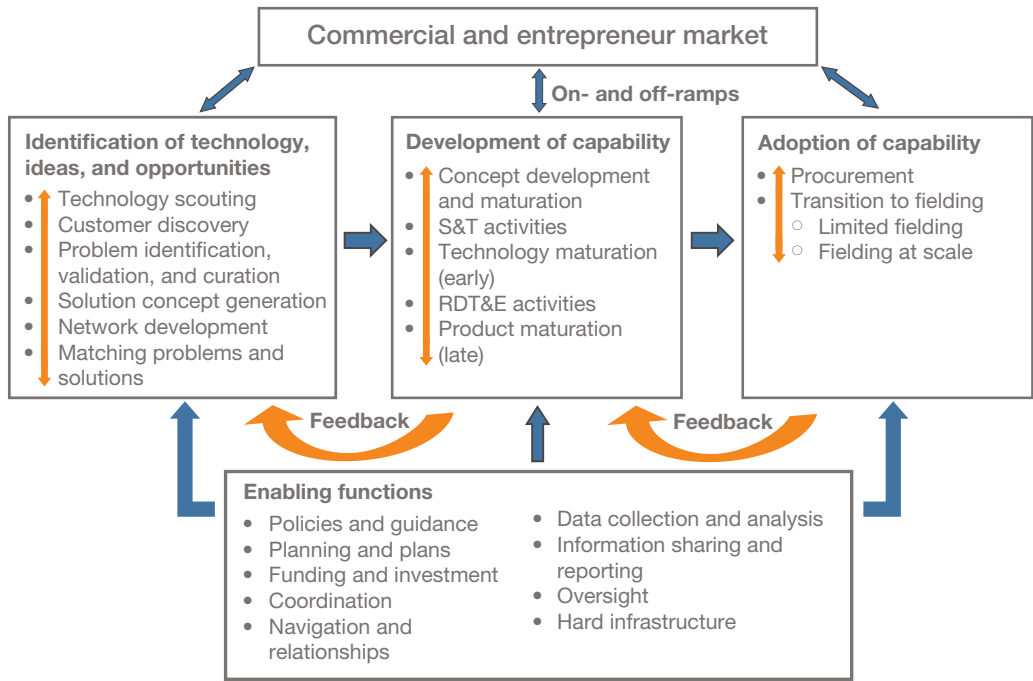 Commercial and entrepreneur market
On- and off-ramps
Identification of technology,
ideas, and opportunities
• Technology scouting
• Customer discovery
• Problem identification,
validation, and curation
• Solution concept generation
• Network development
• Matching problems and
solutions
Development of capability
• Concept development
and maturation
• S&T activities
• Technology maturation
(early)
• RDT&E activities
• Product maturation
(late)
Adoption of capability
• Procurement
• Transition to fielding
○ Limited fielding
○ Fielding at scale
Feedback
Feedback
Enabling functions
• Policies and guidance
• Planning and plans
• Funding and investment
• Coordination
• Navigation and
relationships
• Data collection and analysis
• Information sharing and
reporting
• Oversight
• Hard infrastructure